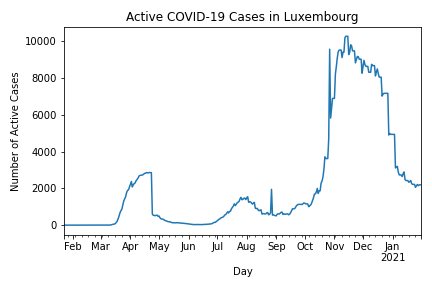 Active COVID-19 Cases in Luxembourg
Number of Active Cases
10000
8000
6000
4000
2000
0
Feb Mar Apr May Jun Jul Aug Sep Oct Nov Dec Jan
2021
Day